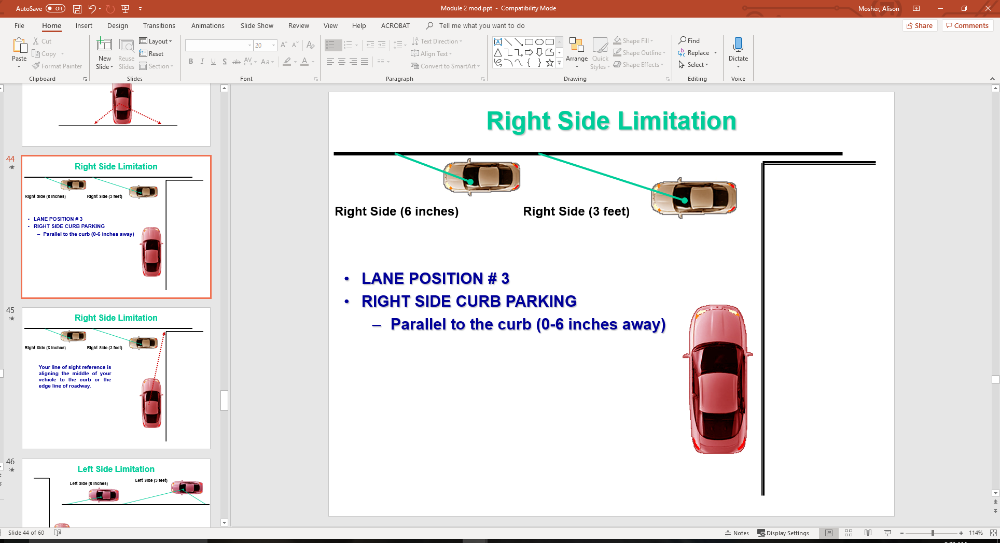 AutoSave Off
Module 2 mod.ppt - Compatibility Mode
Mosher, Alison
File Home Insert Design Transitions Animations Slide Show Review View Help ACROBAT Tell me what you want to do
Share Comments
Paste
Cut
Copy
Format Painter
Clipboard
New Slide
Reuse Slides
Layout
Reset
Section
Slides
20
B I U S ab AV Aa A
Font
Text Direction
Align Text
Convert to SmartArt
Paragraph
Arrange
Quick Styles
Shape Fill
Shape Outline
Shape Effects
Drawing
Find
Replace
Select
Editing
Dictate
Voice
44
Right Side Limitation
Right Side (6 inches) Right Side (3 feet)
• LANE POSITION # 3
• RIGHT SIDE CURB PARKING
– Parallel to the curb (0-6 inches away)
45
Right Side Limitation
Right Side (6 inches) Right Side (3 feet)
Your line of sight reference is
aligning the middle of your
vehicle to the curb or the
edge line of roadway.
46
Left Side Limitation
Left Side (6 inches) Left Side (3 feet)
Right Side Limitation
Right Side (6 inches) Right Side (3 feet)
• LANE POSITION # 3
• RIGHT SIDE CURB PARKING
– Parallel to the curb (0-6 inches away)
Slide 44 of 60
Notes Display Settings 114%